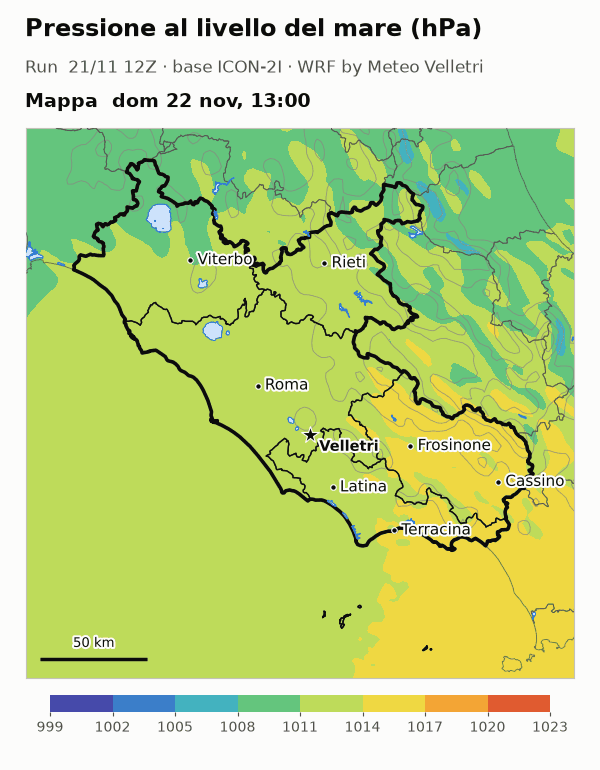 Pressione al livello del mare (hPa)
Run  21/11 12Z · base ICON-2I · WRF by Meteo Velletri
Mappa  dom 22 nov, 13:00
Viterbo
Rieti
Roma
Velletri
Frosinone
Cassino
Latina
Terracina
50 km
999 1002 1005 1008 1011 1014 1017 1020 1023